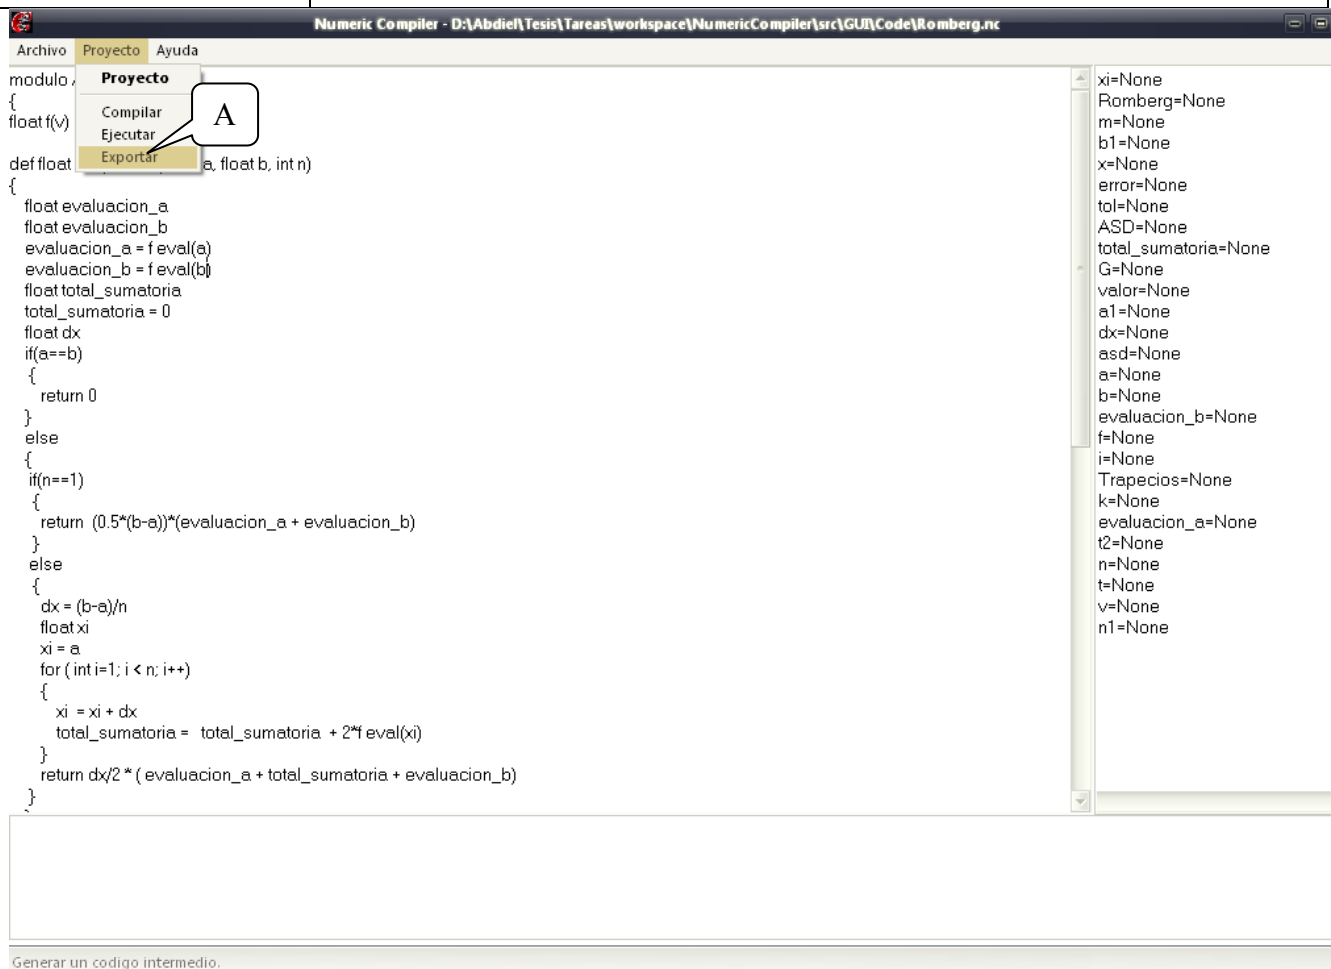 Numeric Compiler - D:\Abdiel\Tesis\Tareas\workspace\NumericCompiler\src\GUI\Code\Romberg.nc
Archivo Proyecto Ayuda
Proyecto
Compilar
Ejecutar
Exportar
A
modulo
{
float f(v)
def float a, float b, int n)
{
float evaluacion_a
float evaluacion_b
evaluacion_a = f eval(a)
evaluacion_b = f eval(b)
float total_sumatoria
total_sumatoria = 0
float dx
if(a==b)
{
return 0
}
else
{
if(n==1)
{
return (0.5*(b-a))*(evaluacion_a + evaluacion_b)
}
else
{
dx = (b-a)/n
float xi
xi = a
for ( int i=1; i < n; i++)
{
xi = xi + dx
total_sumatoria = total_sumatoria + 2*f eval(xi)
}
return dx/2 * ( evaluacion_a + total_sumatoria + evaluacion_b)
}
xi=None
Romberg=None
m=None
b1=None
x=None
error=None
tol=None
ASD=None
total_sumatoria=None
G=None
valor=None
a1=None
dx=None
asd=None
a=None
b=None
evaluacion_b=None
f=None
i=None
Trapecios=None
k=None
evaluacion_a=None
t2=None
n=None
t=None
v=None
n1=None
Generar un codigo intermedio.